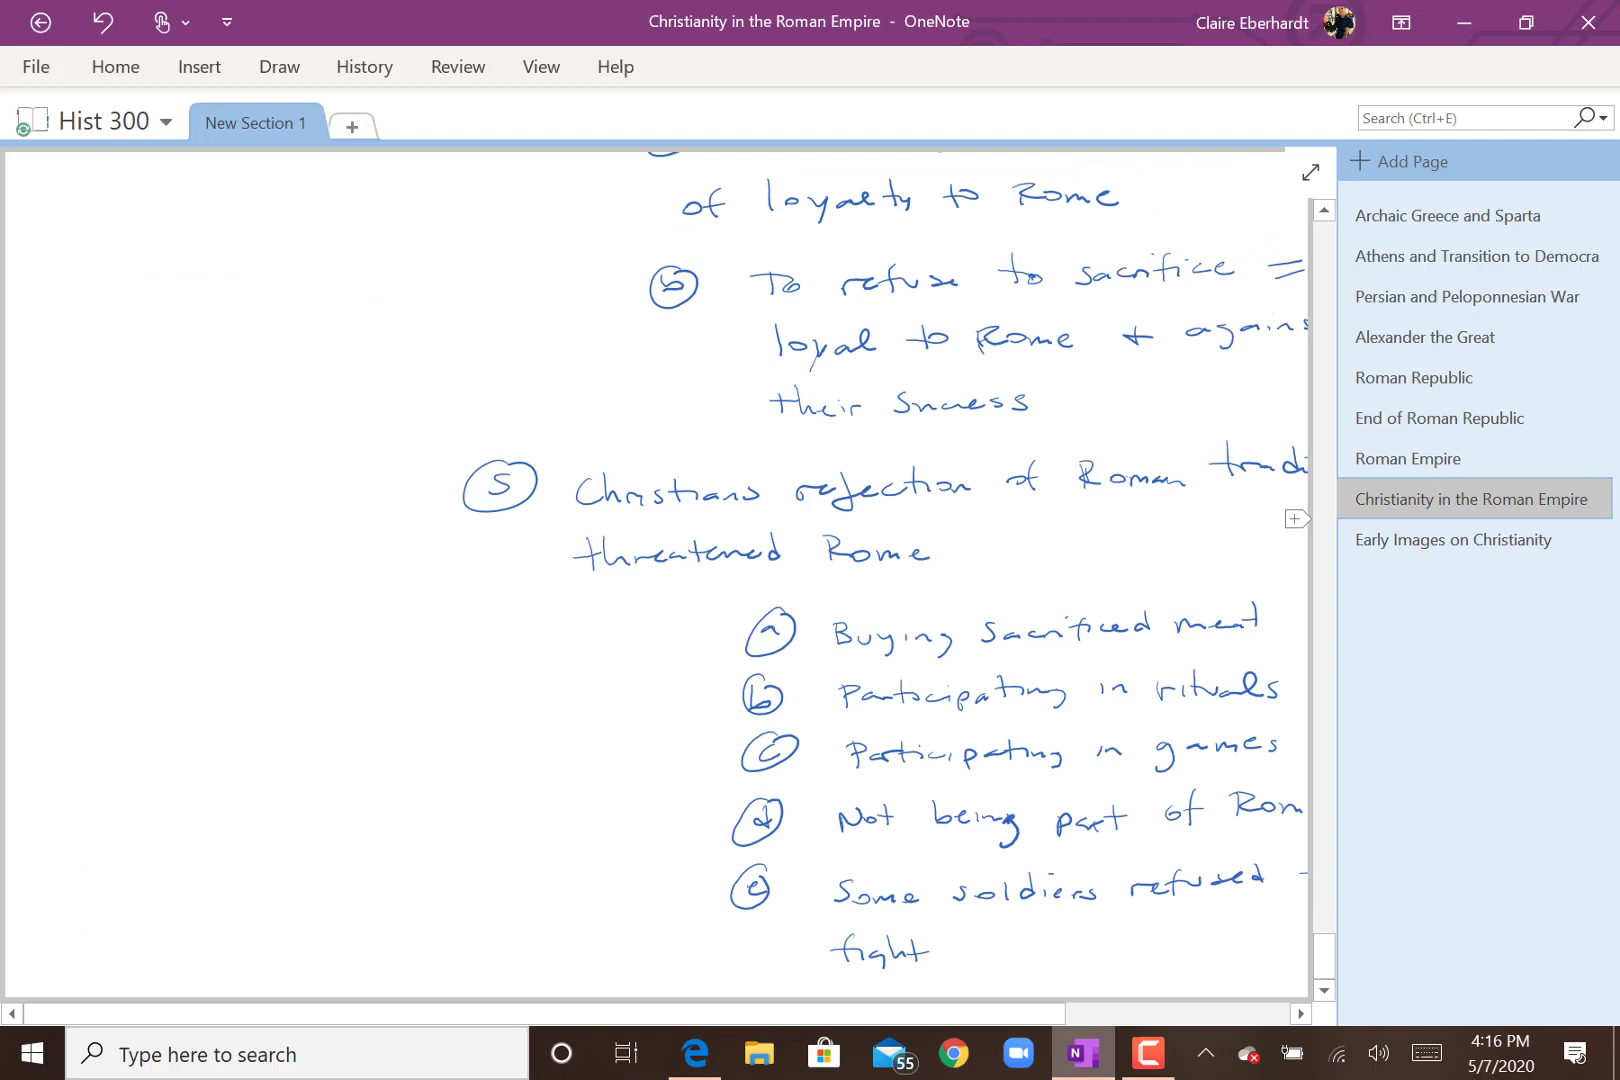 Christianity in the Roman Empire - OneNote
Claire Eberhardt
File Home Insert Draw History Review View Help
Hist 300
New Section 1
Search (Ctrl+E)
of loyalty to Rome
b To refuse to sacrifice =
loyal to Rome + agains
their success
5 Christians rejection of Roman tradi
threatened Rome
a Buying sacrificed meat
b Participating in rituals
c Participating in games
d Not being part of Rom
e Some soldiers refused
fight
Add Page
Archaic Greece and Sparta
Athens and Transition to Democra
Persian and Peloponnesian War
Alexander the Great
Roman Republic
End of Roman Republic
Roman Empire
Christianity in the Roman Empire
Early Images on Christianity
Type here to search
55
4:16 PM
5/7/2020